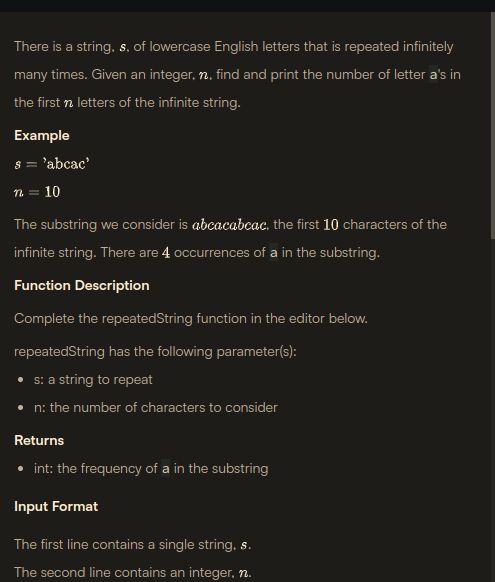 There is a string, s, of lowercase English letters that is repeated infinitely
many times. Given an integer, n, find and print the number of letter a's in
the first n letters of the infinite string.
Example
s = 'abcac'
n = 10
The substring we consider is abcacabcac, the first 10 characters of the
infinite string. There are 4 occurrences of a in the substring.
Function Description
Complete the repeatedString function in the editor below.
repeatedString has the following parameter(s):
• s: a string to repeat
• n: the number of characters to consider
Returns
• int: the frequency of a in the substring
Input Format
The first line contains a single string, s.
The second line contains an integer, n.